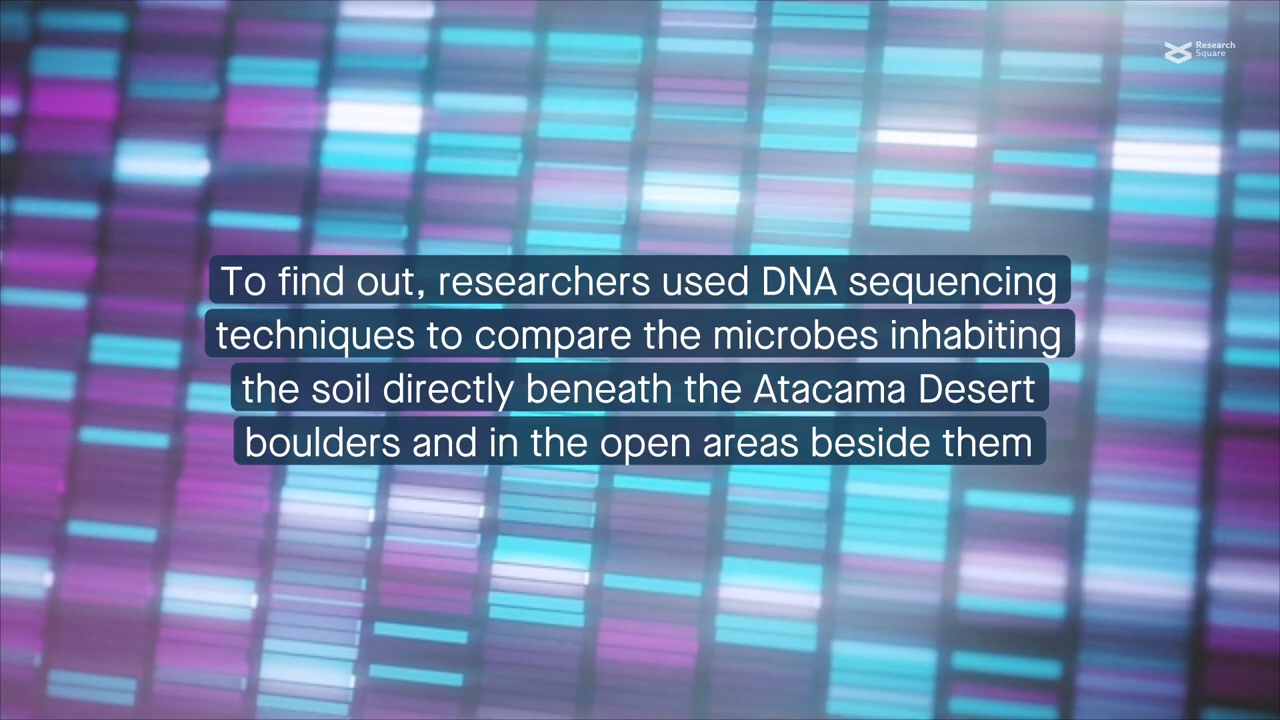 Research
Square
To find out, researchers used DNA sequencing
techniques to compare the microbes inhabiting
the soil directly beneath the Atacama Desert
boulders and in the open areas beside them